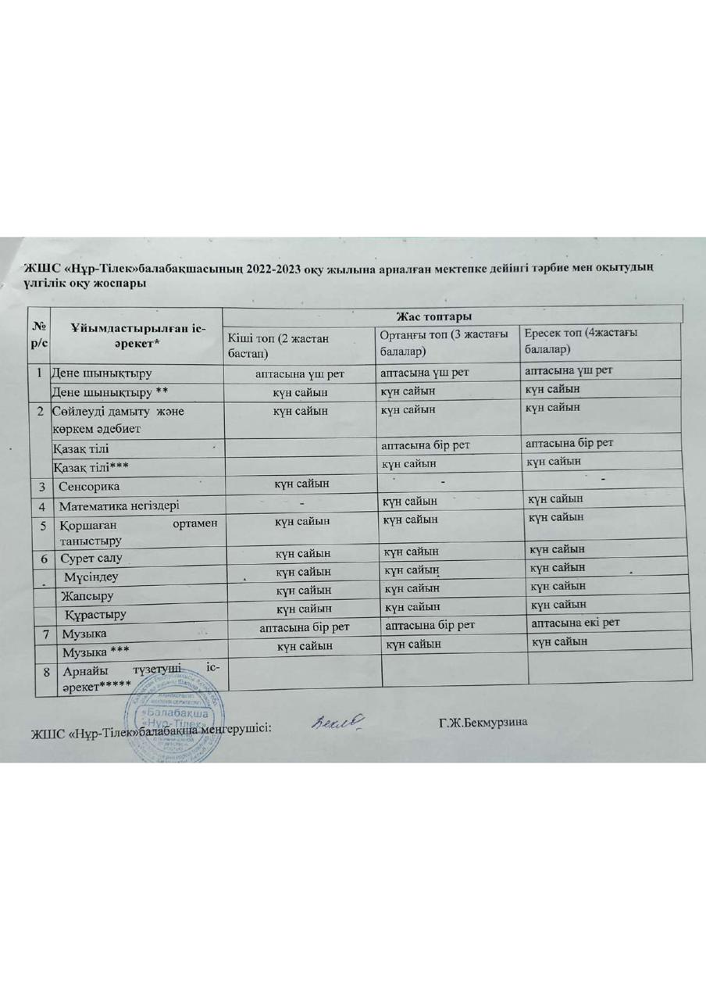 ЖШС «Нұр-Тілек»балабақшасының 2022-2023 оқу жылына арналған мектепке дейінгі тәрбие мен оқытудың
үлгілік оқу жоспары
№ р/с Ұйымдастырылған іс-әрекет* Жас топтары
Кіші топ (2 жастан бастап) Ортаңғы топ (3 жастағы балалар) Ересек топ (4жастағы балалар)
1 Дене шынықтыру аптасына үш рет аптасына үш рет аптасына үш рет
Дене шынықтыру ** күн сайын күн сайын күн сайын
2 Сөйлеуді дамыту және көркем әдебиет күн сайын күн сайын күн сайын
Қазақ тілі аптасына бір рет аптасына бір рет
Қазақ тілі*** күн сайын күн сайын
3 Сенсорика күн сайын - -
4 Математика негіздері - күн сайын күн сайын
5 Қоршаған ортамен таныстыру күн сайын күн сайын күн сайын
6 Сурет салу күн сайын күн сайын күн сайын
Мүсіндеу күн сайын күн сайын күн сайын
Жапсыру күн сайын күн сайын күн сайын
Құрастыру күн сайын күн сайын күн сайын
7 Музыка аптасына бір рет аптасына бір рет аптасына екі рет
Музыка *** күн сайын күн сайын күн сайын
8 Арнайы түзетуші іс-әрекет*****
«Балабақша
«Нұр-Тілек»
ЖШС «Нұр-Тілек»балабақша меңгерушісі: Г.Ж.Бекмурзина